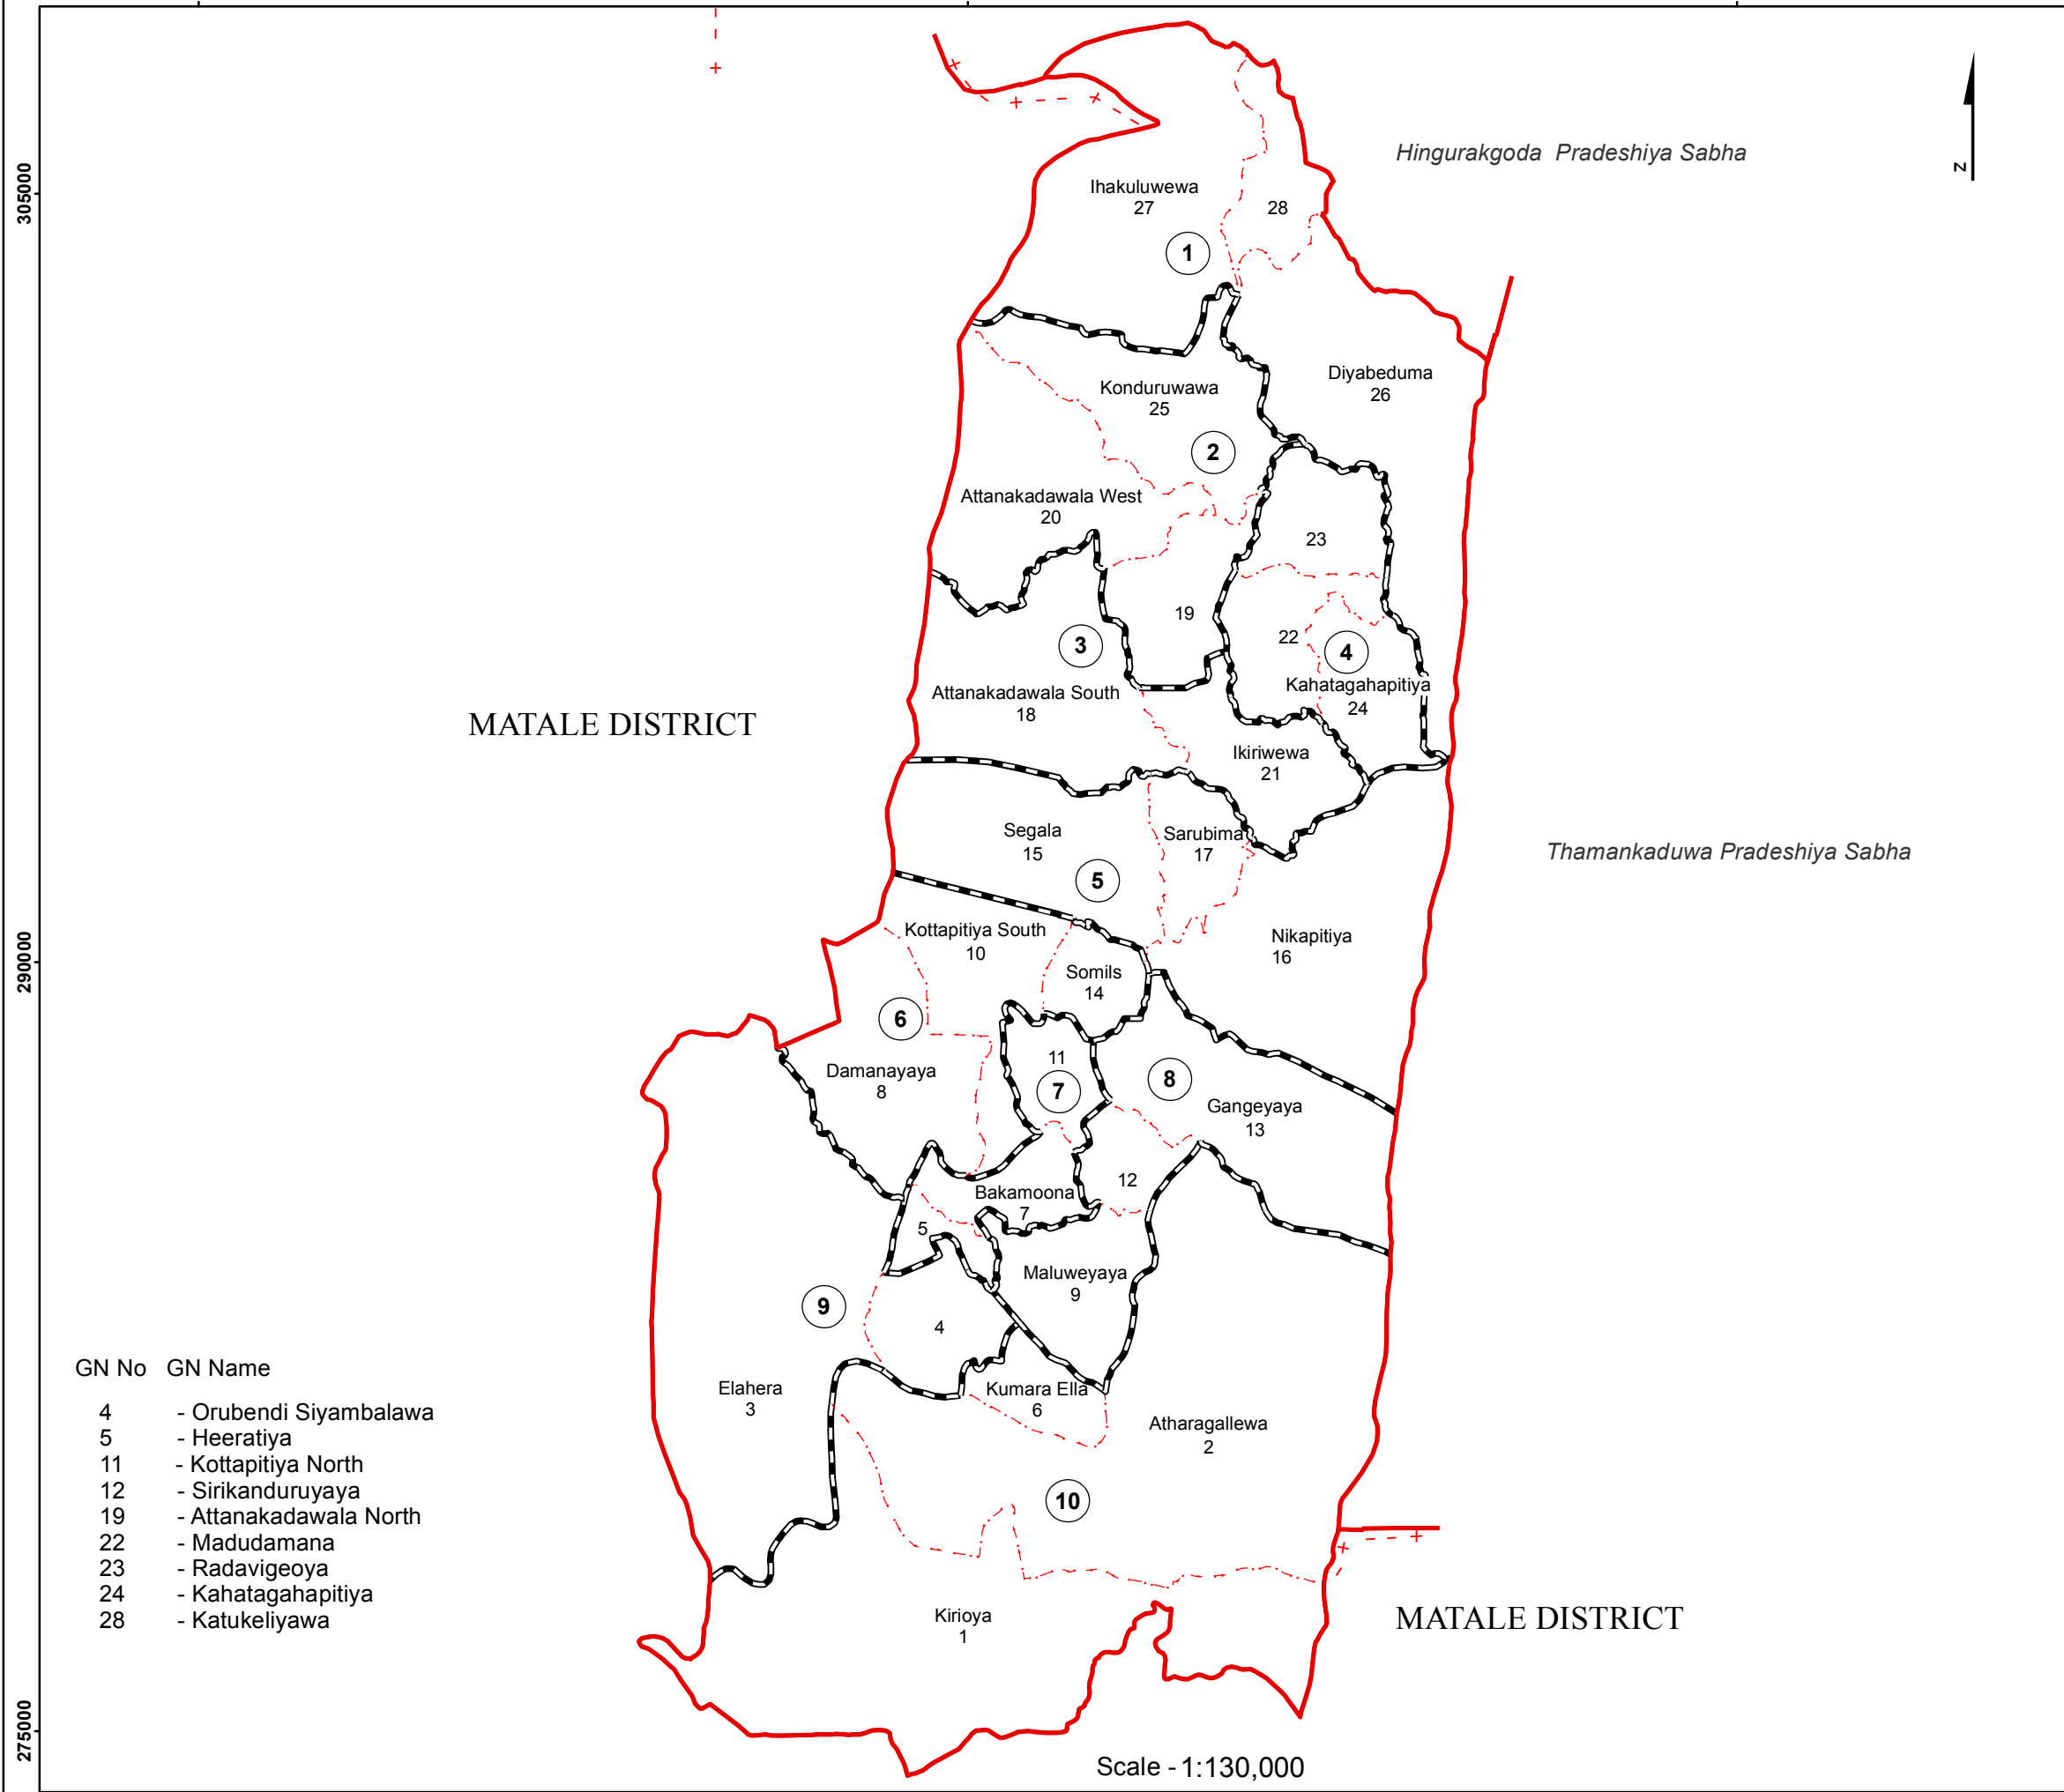 Hingurakgoda Pradeshiya Sabha
N
305000
Ihakuluwewa
27
28
1
Diyabeduma
26
Konduruwawa
25
2
Attanakadawala West
20
23
19
22
3
4
Kahatagahapitiya
24
Attanakadawala South
18
MATALE DISTRICT
Ikiriwewa
21
Segala
15
Sarubima
17
Thamankaduwa Pradeshiya Sabha
5
Kottapitiya South
10
Nikapitiya
16
290000
Somils
14
6
11
7
8
Damanayaya
8
Gangeyaya
13
12
Bakamoona
7
5
Maluweyaya
9
9
4
GN No GN Name
4 - Orubendi Siyambalawa
5 - Heeratiya
11 - Kottapitiya North
12 - Sirikanduruyaya
19 - Attanakadawala North
22 - Madudamana
23 - Radavigeoya
24 - Kahatagahapitiya
28 - Katukeliyawa
Elahera
3
Kumara Ella
6
Atharagallewa
2
10
Kirioya
1
MATALE DISTRICT
275000
Scale - 1:130,000